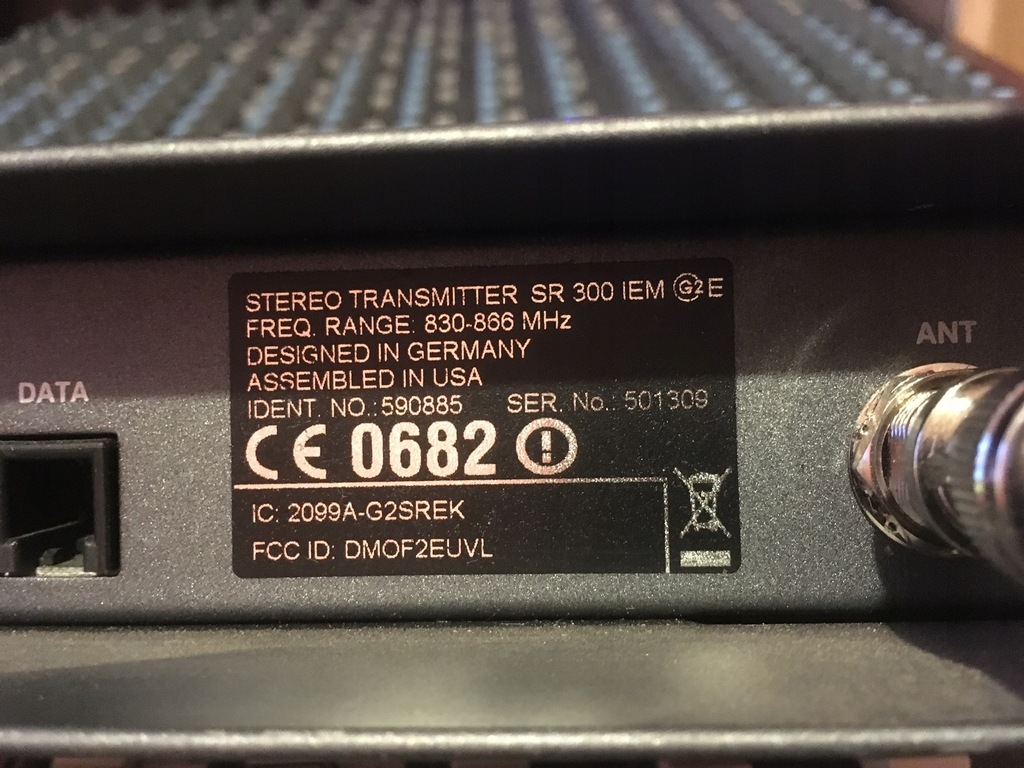 STEREO TRANSMITTER SR 300 IEM G2 E
FREQ. RANGE: 830-866 MHz
DESIGNED IN GERMANY
ASSEMBLED IN USA
IDENT. NO.: 590885 SER. No.: 501309
CE 0682 !
IC: 2099A-G2SREK
FCC ID: DMOF2EUVL
DATA
ANT